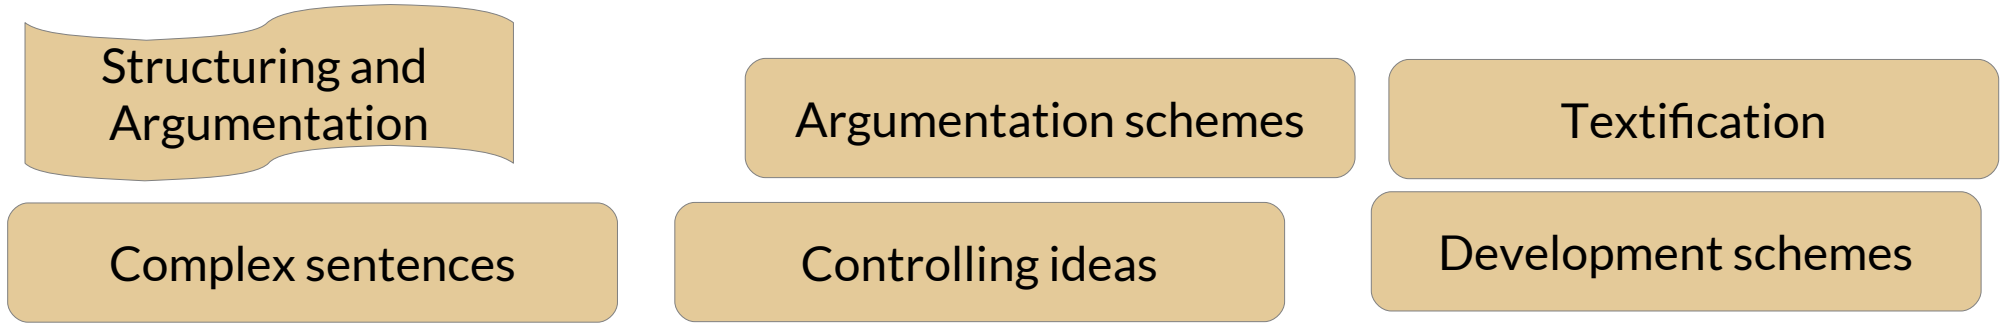 Structuring and
Argumentation
Argumentation schemes
Textification
Complex sentences
Controlling ideas
Development schemes